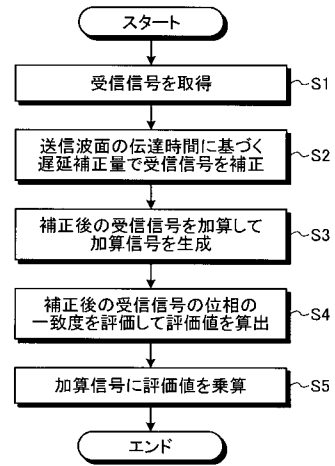 スタート
受信信号を取得
S1
送信波面の伝達時間に基づく
遅延補正量で受信信号を補正
S2
補正後の受信信号を加算して
加算信号を生成
S3
補正後の受信信号の位相の
一致度を評価して評価値を算出
S4
加算信号に評価値を乗算
S5
エンド